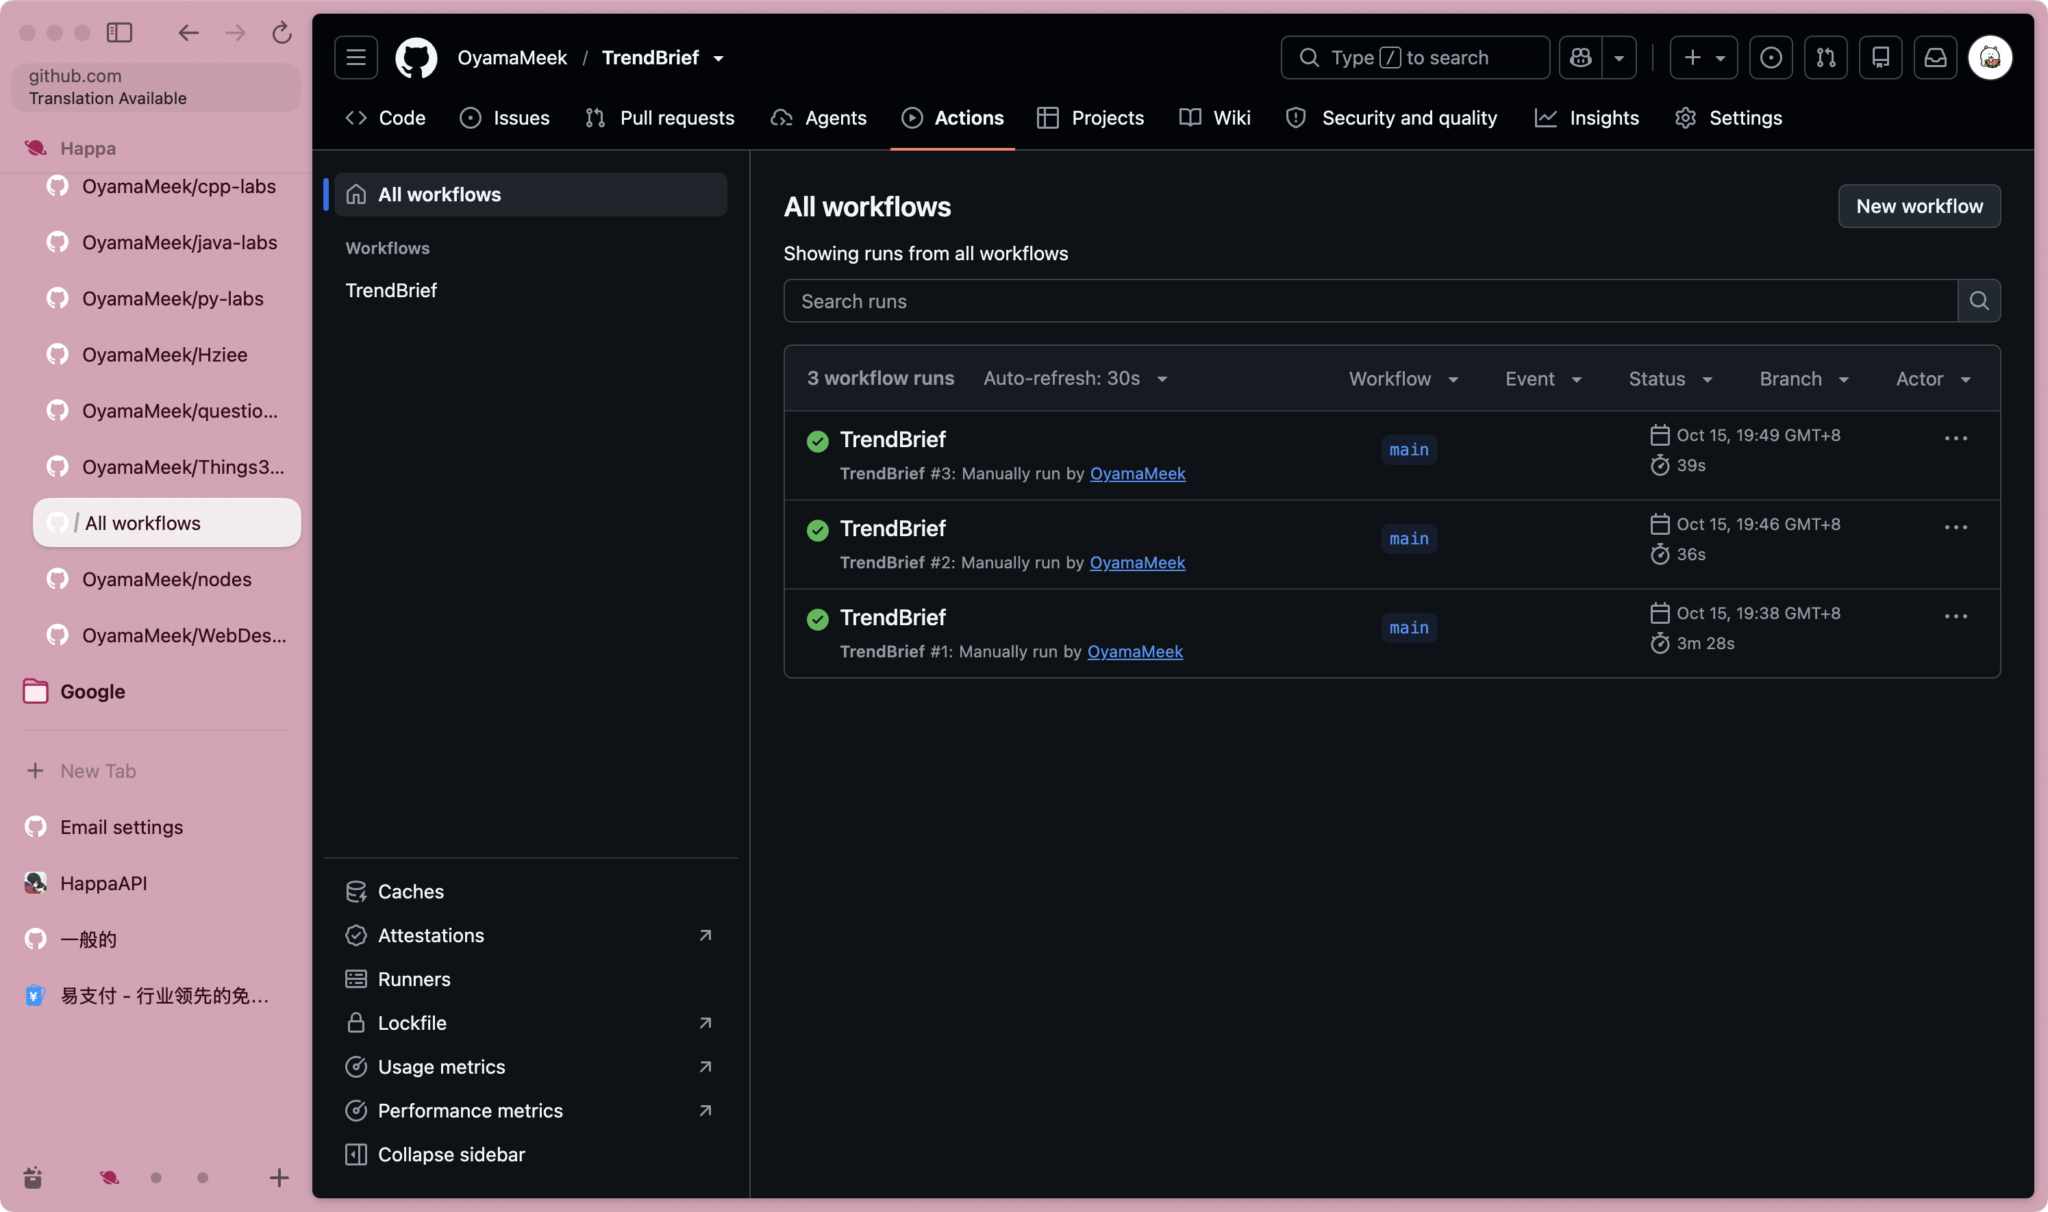 github.com
Translation Available
Happa
OyamaMeek/cpp-labs
OyamaMeek/java-labs
OyamaMeek/py-labs
OyamaMeek/Hziee
OyamaMeek/questio...
OyamaMeek/Things3...
/ All workflows
OyamaMeek/nodes
OyamaMeek/WebDes...
Google
New Tab
Email settings
HappaAPI
一般的
易支付 - 行业领先的免...
OyamaMeek / TrendBrief
Type / to search
Code
Issues
Pull requests
Agents
Actions
Projects
Wiki
Security and quality
Insights
Settings
All workflows
Workflows
TrendBrief
Caches
Attestations
Runners
Lockfile
Usage metrics
Performance metrics
Collapse sidebar
All workflows
New workflow
Showing runs from all workflows
Search runs
3 workflow runs
Auto-refresh: 30s
Workflow
Event
Status
Branch
Actor
TrendBrief
TrendBrief #3: Manually run by OyamaMeek
main
Oct 15, 19:49 GMT+8
39s
TrendBrief
TrendBrief #2: Manually run by OyamaMeek
main
Oct 15, 19:46 GMT+8
36s
TrendBrief
TrendBrief #1: Manually run by OyamaMeek
main
Oct 15, 19:38 GMT+8
3m 28s